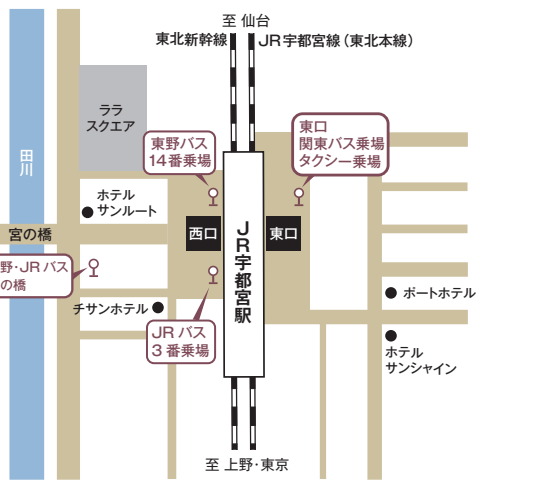 至 仙台
東北新幹線
JR宇都宮線（東北本線）
ララ
スクエア
田川
東野バス
14番乗場
東口
関東バス乗場
タクシー乗場
ホテル
サンルート
宮の橋
西口
JR宇都宮駅
東口
野・JRバス
の橋
チサンホテル
JRバス
3番乗場
ポートホテル
ホテル
サンシャイン
至 上野・東京